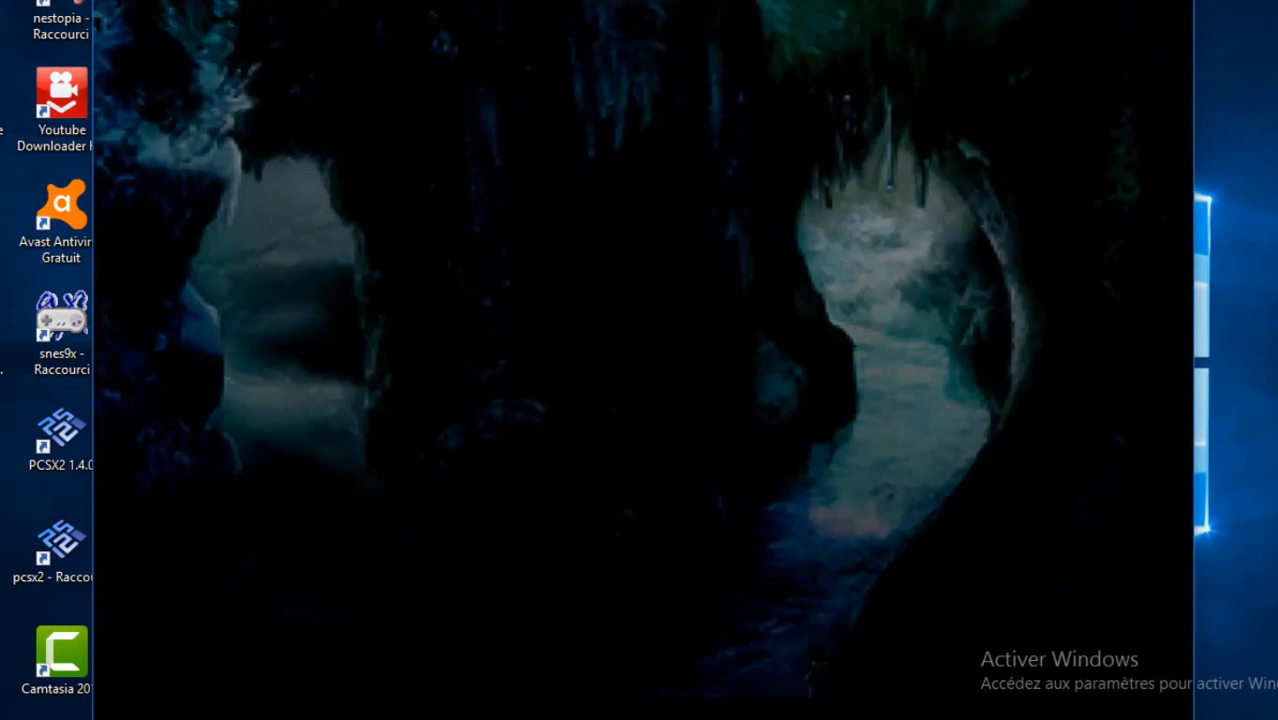 nestopia -
Raccourci
Youtube
Downloader
Avast Antivir
Gratuit
snes9x -
Raccourci
PCSX2 1.4.0
pcsx2 - Racco
Camtasia 20
Activer Windows
Accédez aux paramètres pour activer Win